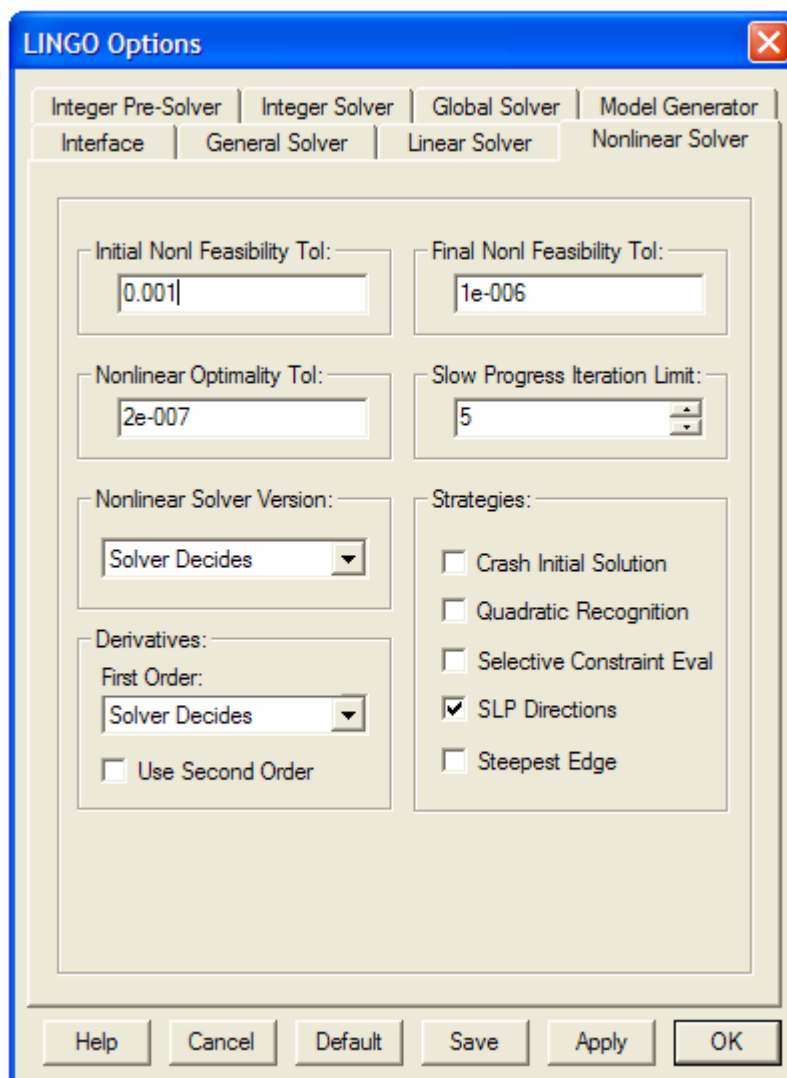 LINGO Options
Integer Pre-Solver Integer Solver Global Solver Model Generator
Interface General Solver Linear Solver Nonlinear Solver
Initial Nonl Feasibility Tol: Final Nonl Feasibility Tol:
0.001 1e-006
Nonlinear Optimality Tol: Slow Progress Iteration Limit:
2e-007 5
Nonlinear Solver Version: Strategies:
Solver Decides Crash Initial Solution
Quadratic Recognition
Derivatives:
First Order: Selective Constraint Eval
Solver Decides SLP Directions
Use Second Order Steepest Edge
Help Cancel Default Save Apply OK